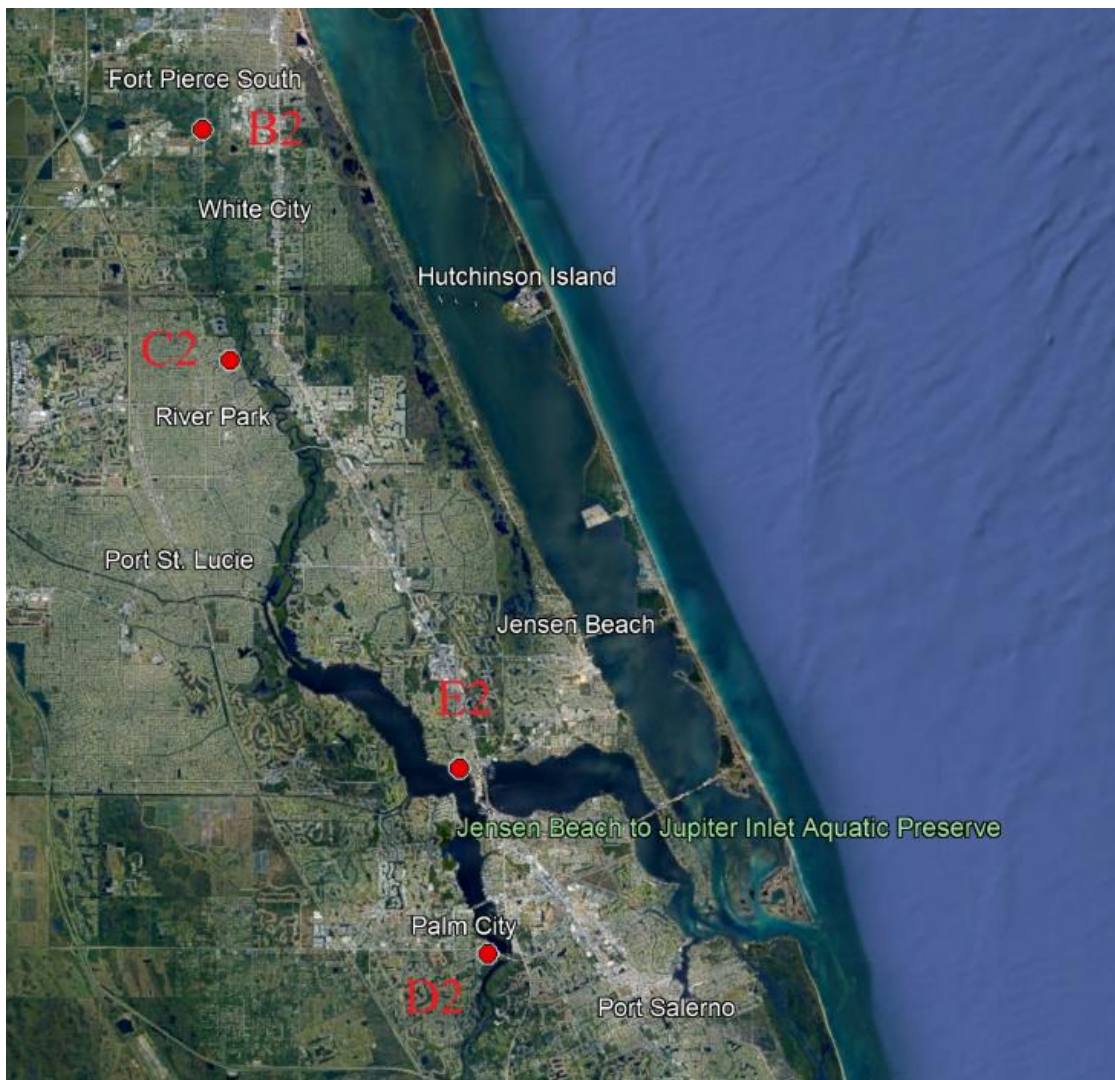 Fort Pierce South
B2
White City
Hutchinson Island
C2
River Park
Port St. Lucie
Jensen Beach
E2
Jensen Beach to Jupiter Inlet Aquatic Preserve
Palm City
D2
Port Salerno